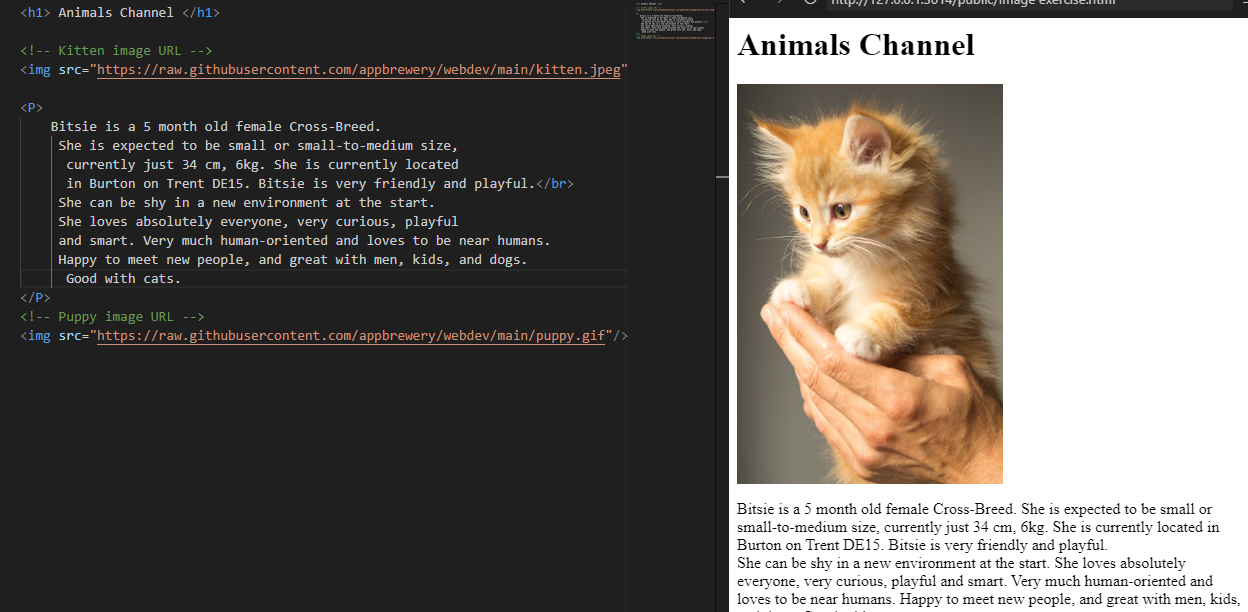 <h1> Animals Channel </h1>
<!-- Kitten image URL -->
<img src="https://raw.githubusercontent.com/appbrewery/webdev/main/kitten.jpeg"
<P>
Bitsie is a 5 month old female Cross-Breed.
She is expected to be small or small-to-medium size,
currently just 34 cm, 6kg. She is currently located
in Burton on Trent DE15. Bitsie is very friendly and playful.</br>
She can be shy in a new environment at the start.
She loves absolutely everyone, very curious, playful
and smart. Very much human-oriented and loves to be near humans.
Happy to meet new people, and great with men, kids, and dogs.
Good with cats.
</P>
<!-- Puppy image URL -->
<img src="https://raw.githubusercontent.com/appbrewery/webdev/main/puppy.gif"/>
http://127.0.0.1:3014/public/image exercise.html
Animals Channel
Bitsie is a 5 month old female Cross-Breed. She is expected to be small or
small-to-medium size, currently just 34 cm, 6kg. She is currently located in
Burton on Trent DE15. Bitsie is very friendly and playful.
She can be shy in a new environment at the start. She loves absolutely
everyone, very curious, playful and smart. Very much human-oriented and
loves to be near humans. Happy to meet new people, and great with men, kids,